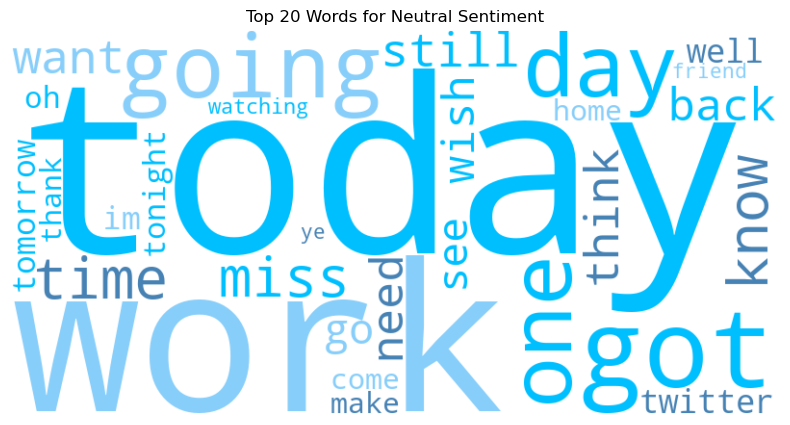 Top 20 Words for Neutral Sentiment
want
going
still
day
well
friend
oh
watching
wish
home
back
today
tomorrow
thank
tonight
im
ye
see
think
know
time
miss
need
one
work
go
got
come
make
twitter